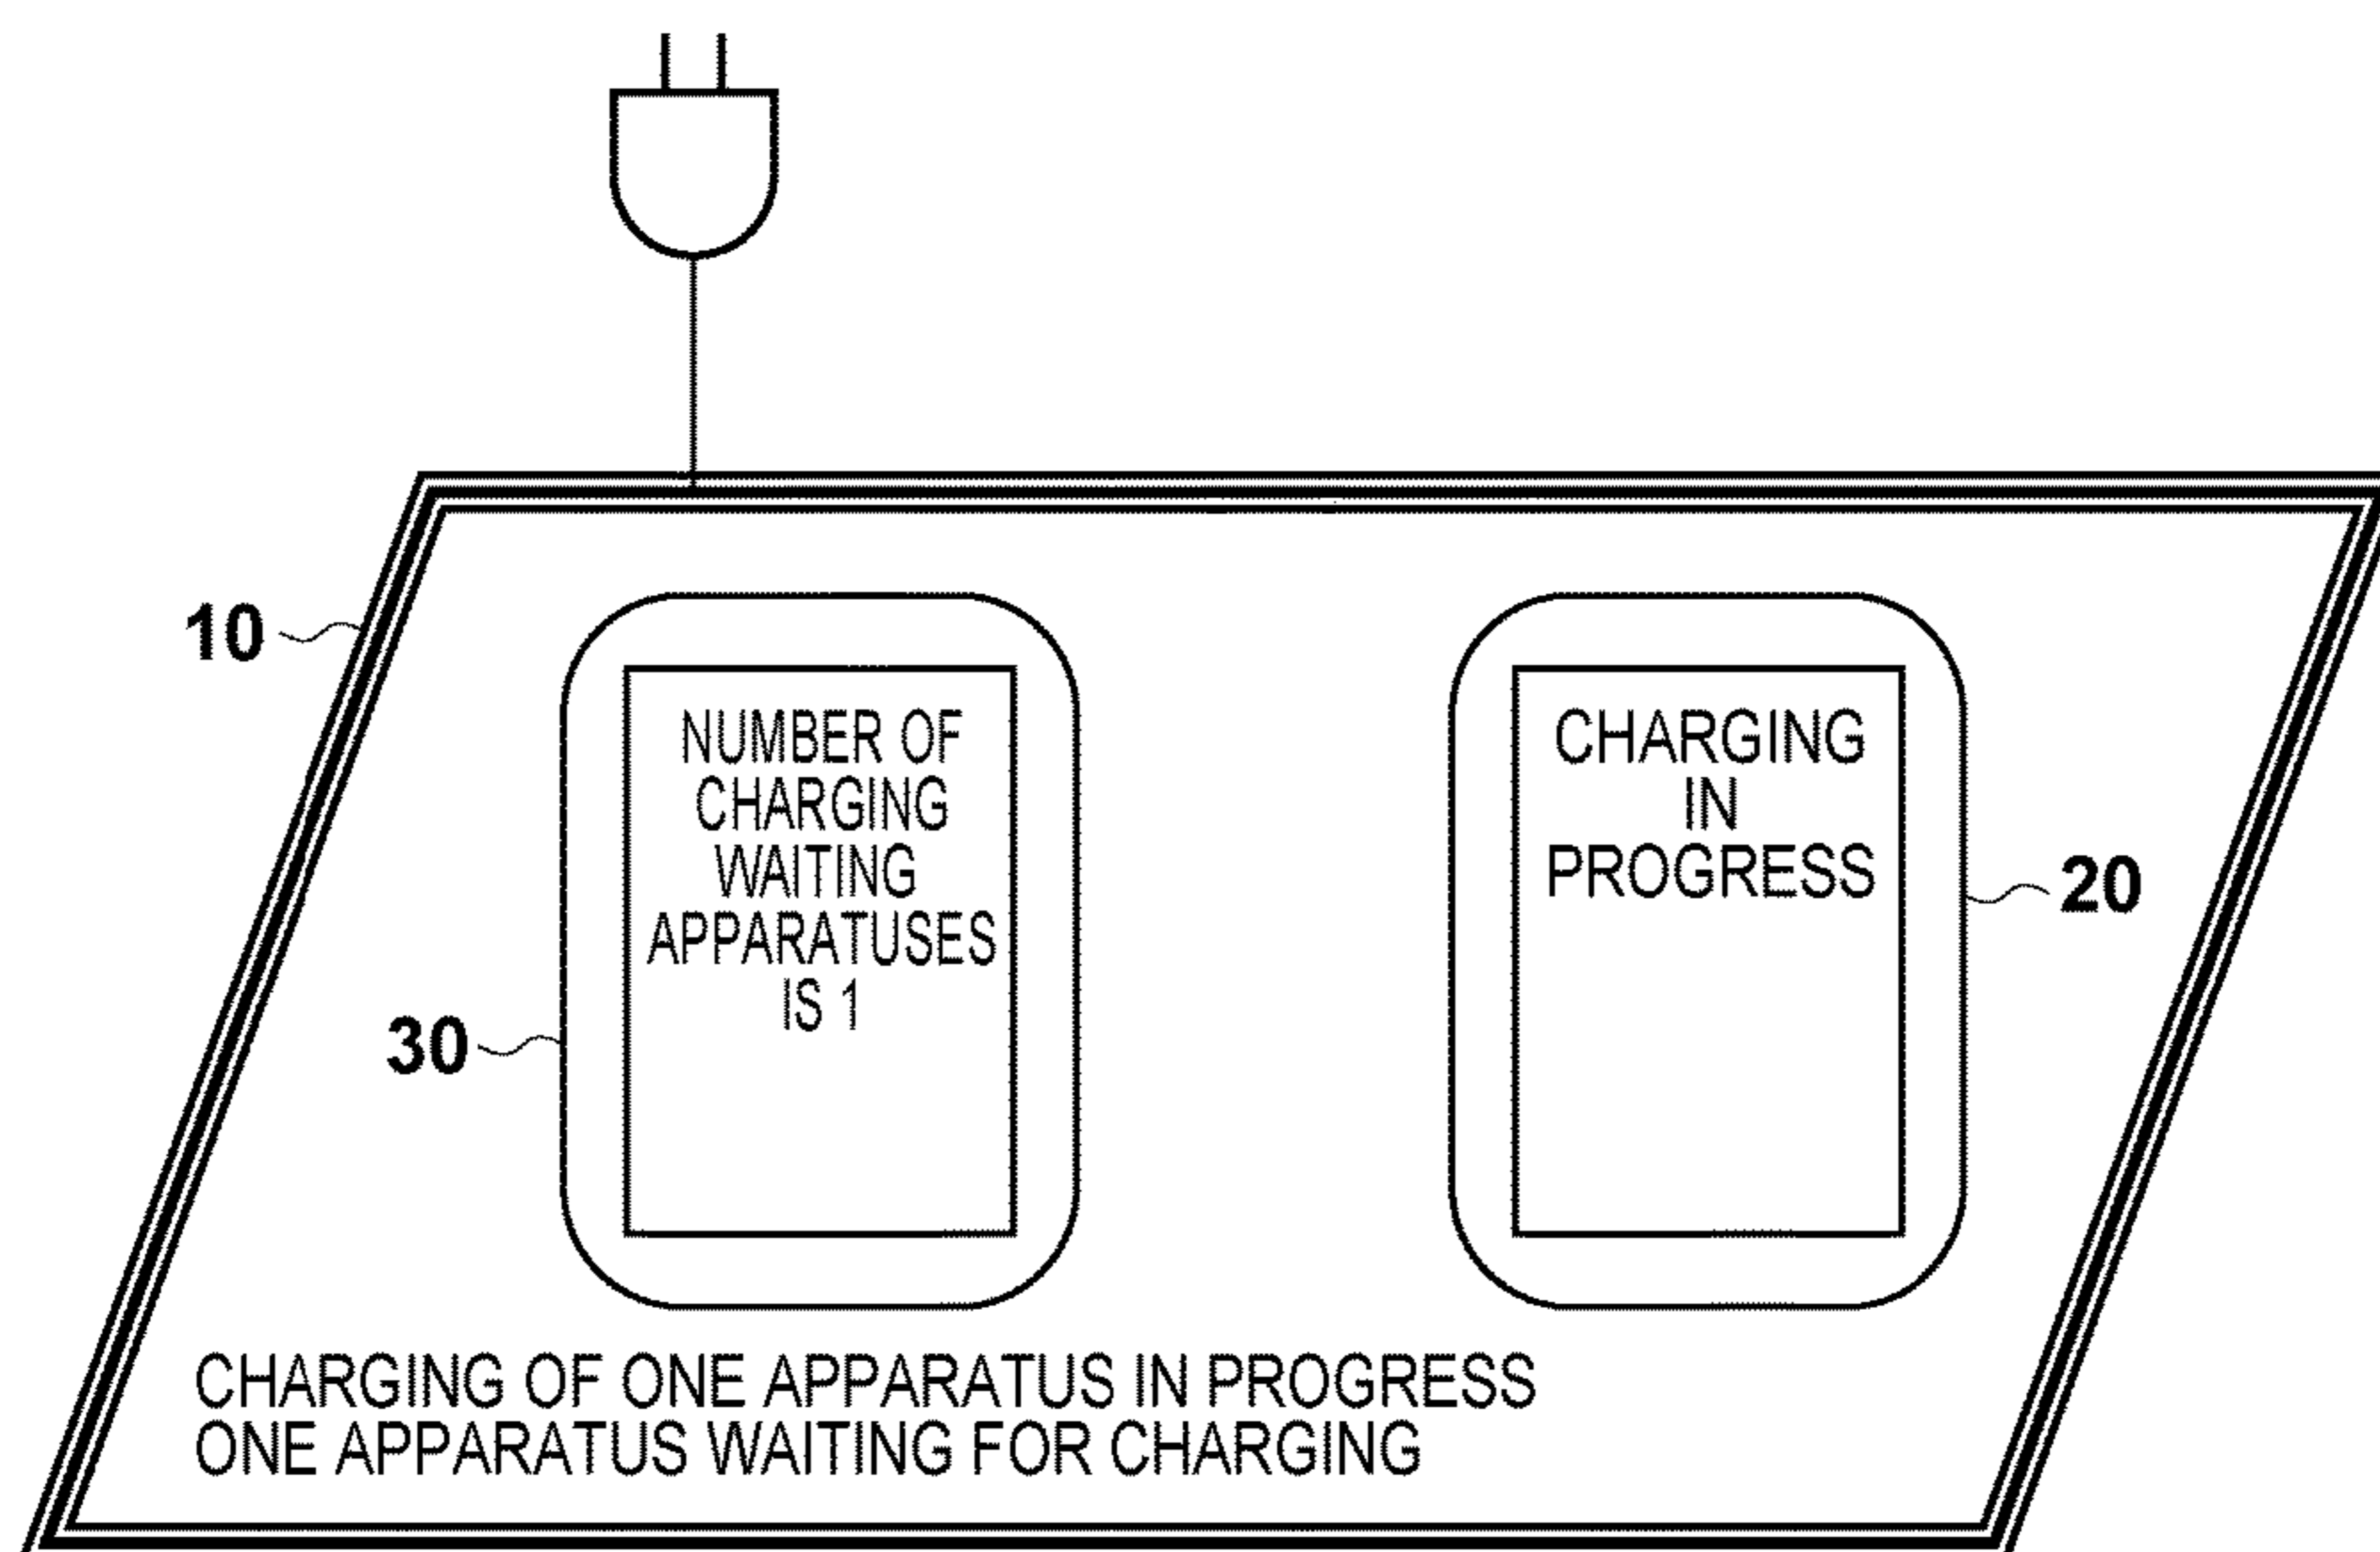 10
NUMBER OF
CHARGING
WAITING
APPARATUSES
IS 1
30
CHARGING
IN
PROGRESS
20
CHARGING OF ONE APPARATUS IN PROGRESS
ONE APPARATUS WAITING FOR CHARGING